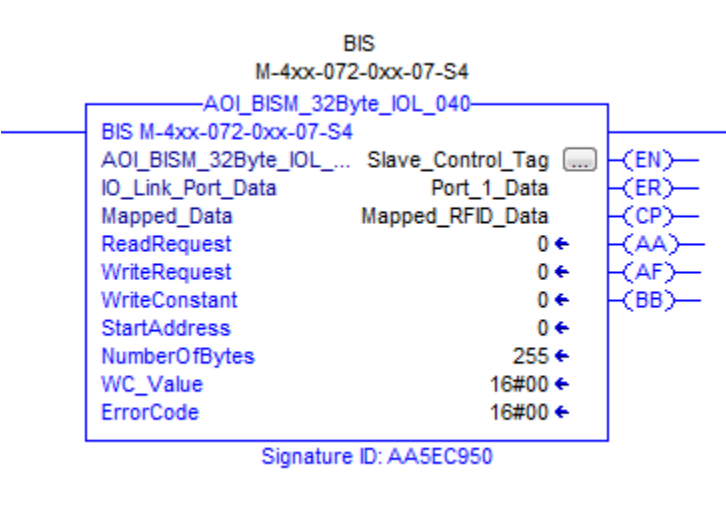 BIS
M-4xx-072-0xx-07-S4
AOI_BISM_32Byte_IOL_040
BIS M-4xx-072-0xx-07-S4
AOI_BISM_32Byte_IOL_... Slave_Control_Tag ... (EN)
IO_Link_Port_Data Port_1_Data (ER)
Mapped_Data Mapped_RFID_Data (CP)
ReadRequest 0 (AA)
WriteRequest 0 (AF)
WriteConstant 0 (BB)
StartAddress 0
NumberOfBytes 255
WC_Value 16#00
ErrorCode 16#00
Signature ID: AA5EC950